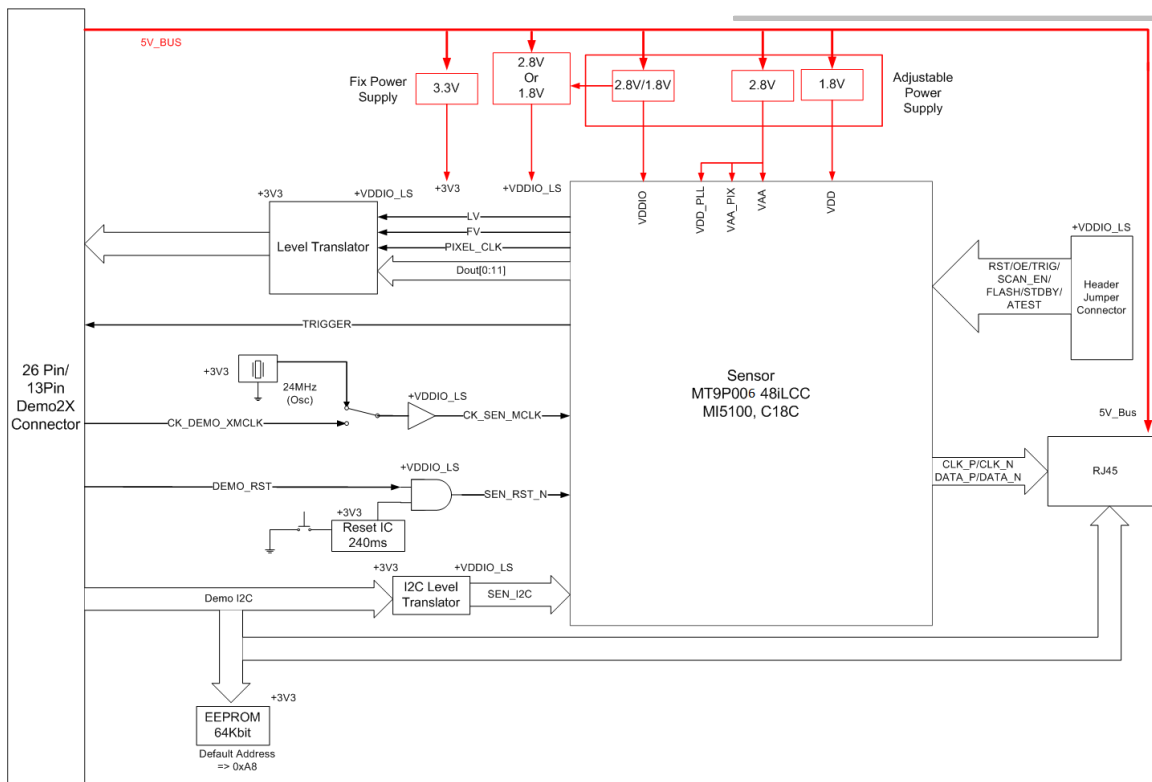 5V_BUS
Fix Power
Supply
3.3V
2.8V
Or
1.8V
2.8V/1.8V
2.8V
1.8V
Adjustable
Power
Supply
+3V3
+VDDIO_LS
+3V3
+VDDIO_LS
VDDIO
VDD_PLL
VAA_PIX
VAA
VDD
Level Translator
LV
FV
PIXEL_CLK
Dout[0:11]
+VDDIO_LS
RST/OE/TRIG/
SCAN_EN/
FLASH/STDBY/
ATEST
Header
Jumper
Connector
TRIGGER
26 Pin/
13Pin
Demo2X
Connector
+3V3
24MHz
(Osc)
+VDDIO_LS
CK_DEMO_XMCLK
CK_SEN_MCLK
Sensor
MT9P006 48iLCC
MI5100, C18C
5V_Bus
CLK_P/CLK_N
DATA_P/DATA_N
RJ45
+VDDIO_LS
DEMO_RST
SEN_RST_N
+3V3
Reset IC
240ms
+3V3
+VDDIO_LS
I2C Level
Translator
Demo I2C
SEN_I2C
+3V3
EEPROM
64Kbit
Default Address
=> 0xA8